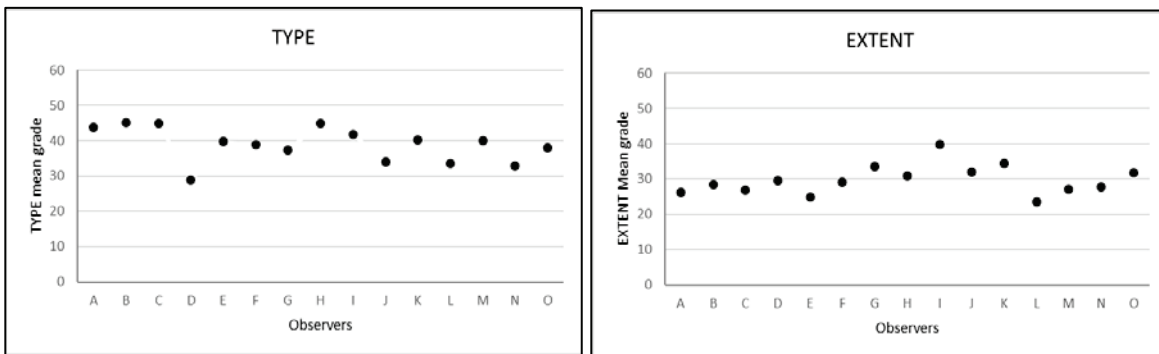 TYPE
TYPE mean grade
60
50
40
30
20
10
0
A B C D E F G H I J K L M N O
Observers
EXTENT
EXTENT Mean grade
60
50
40
30
20
10
0
A B C D E F G H I J K L M N O
Observers